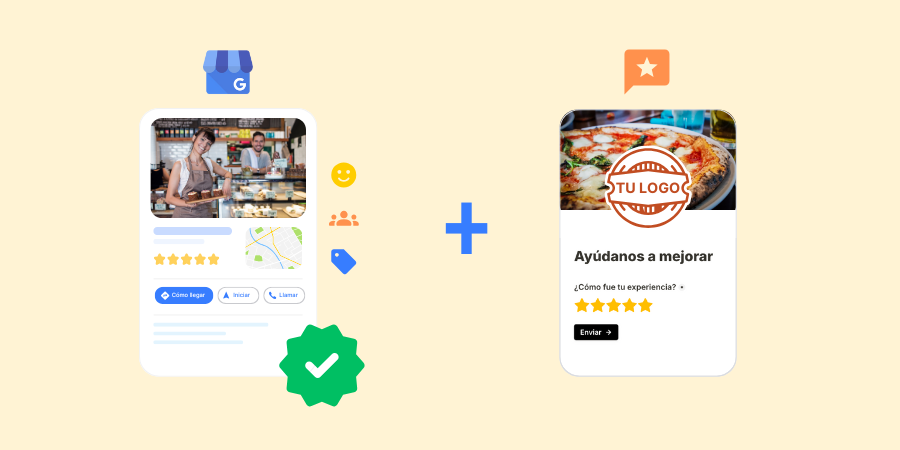 G
Cómo llegar
Iniciar
Llamar
TU LOGO
Ayúdanos a mejorar
¿Cómo fue tu experiencia? *
Enviar →